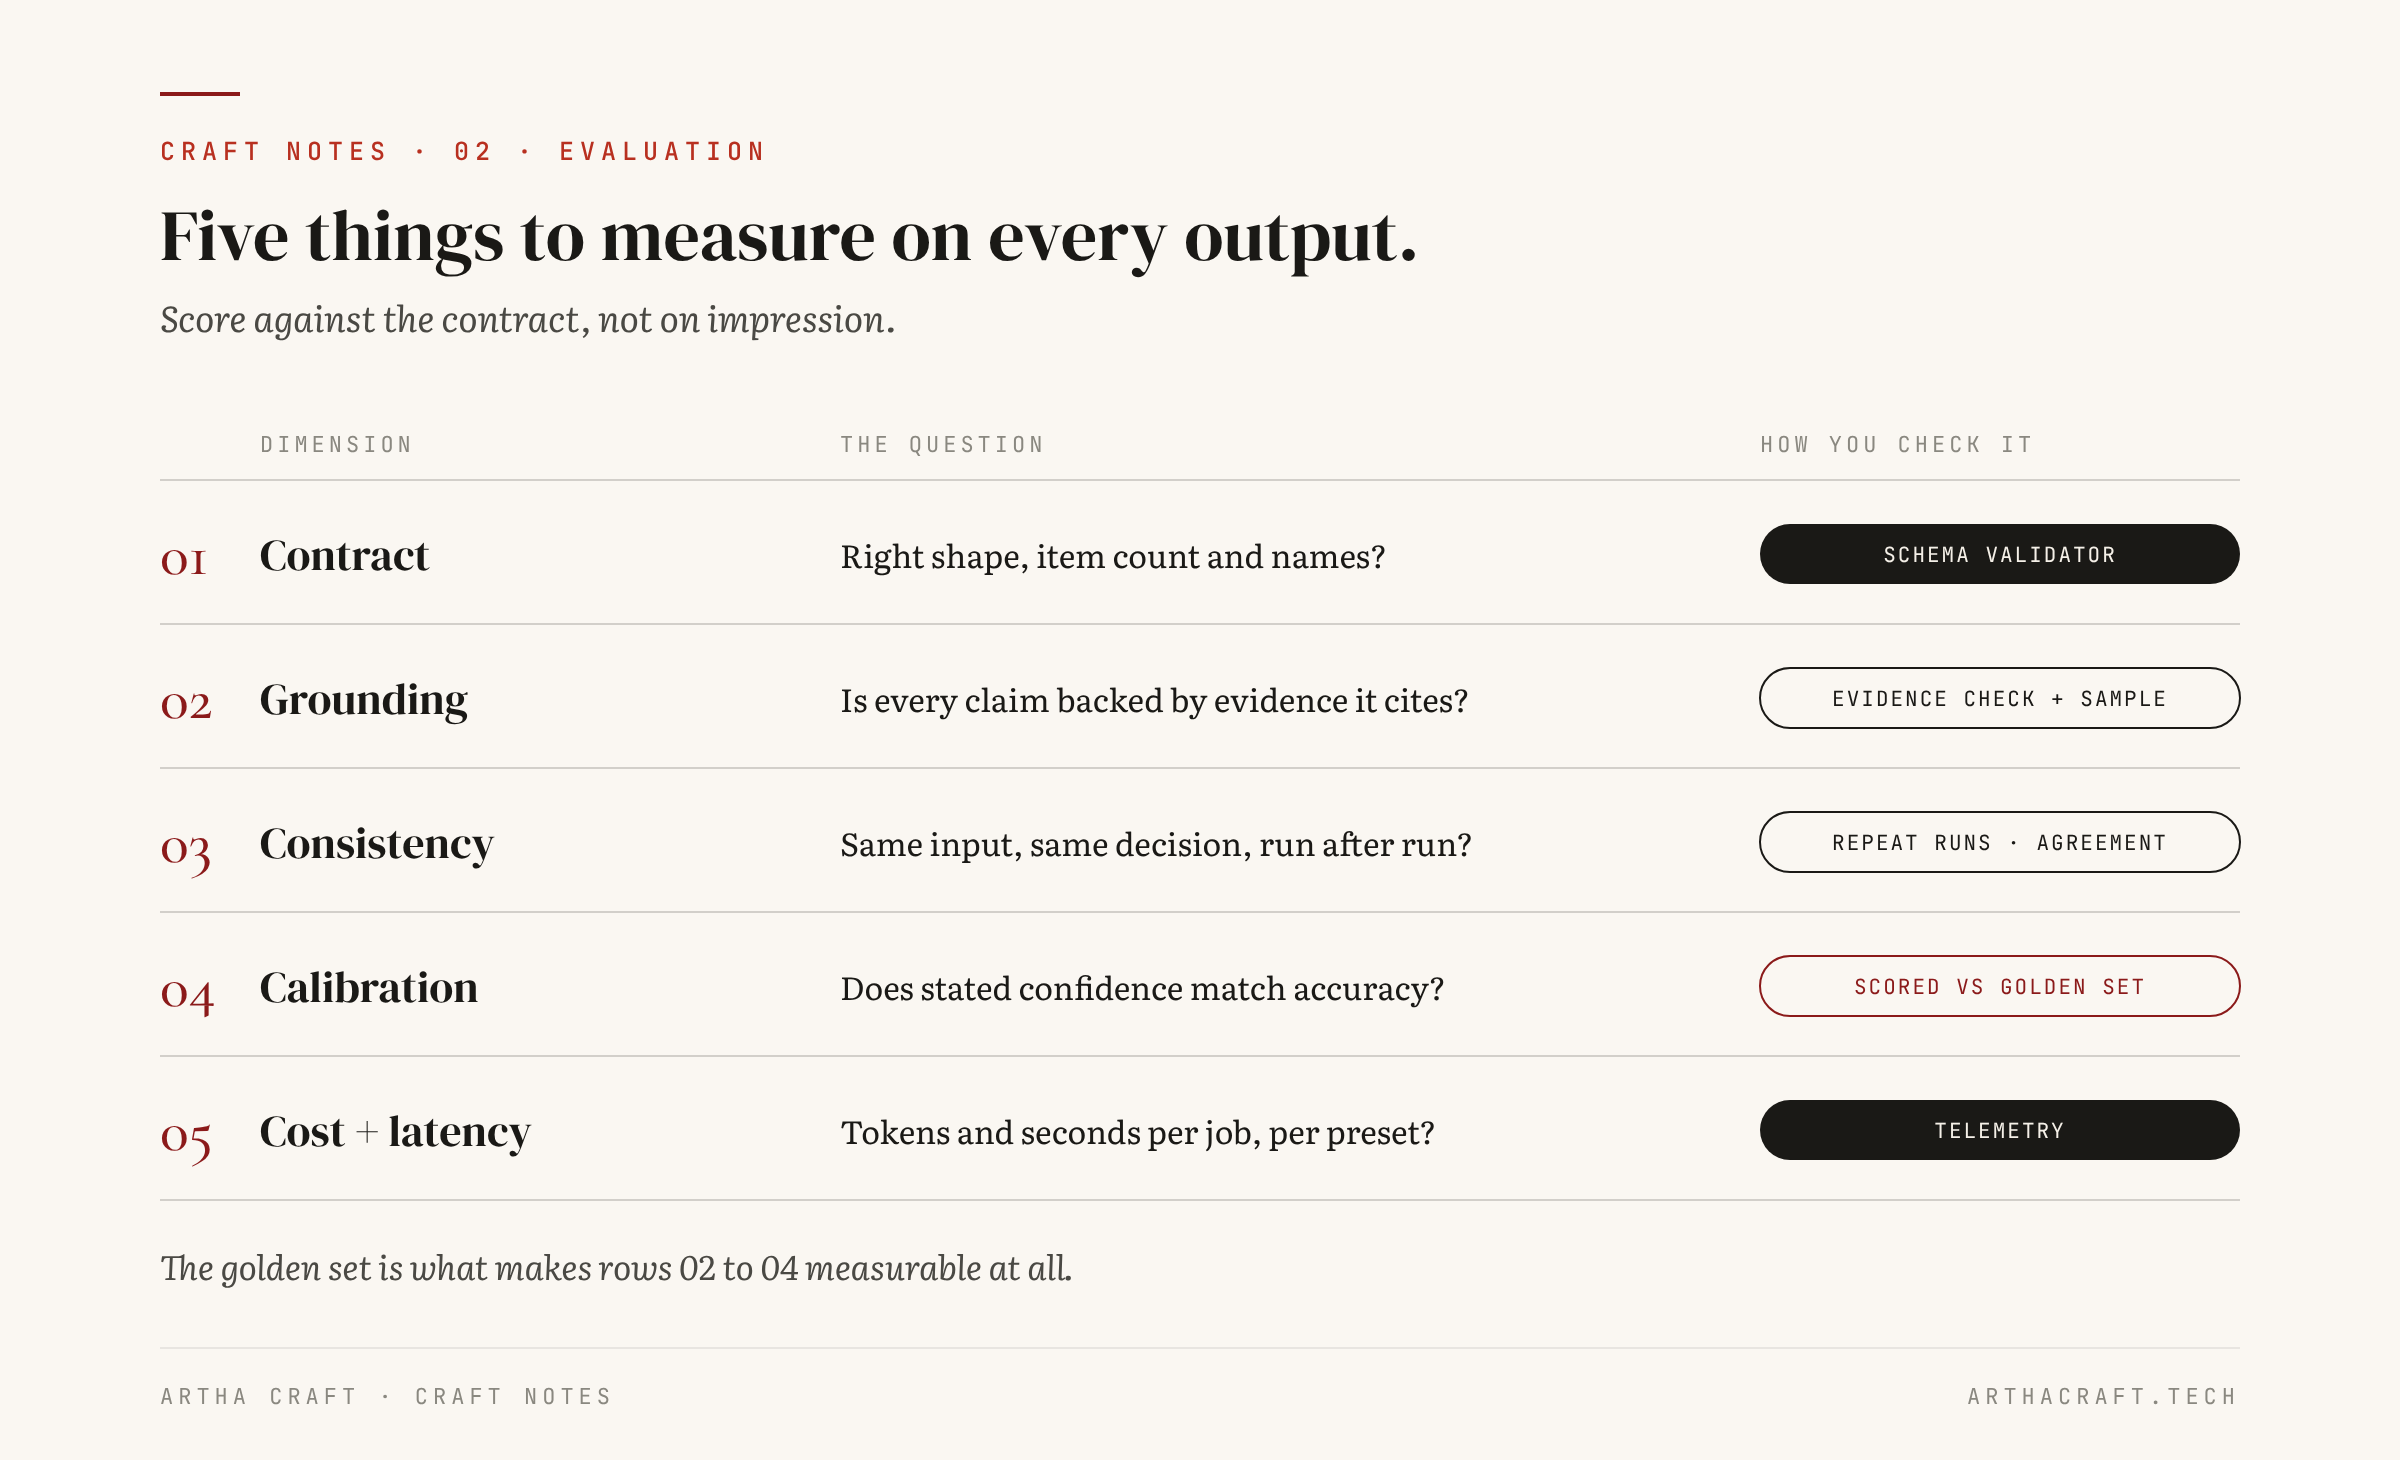 CRAFT NOTES · 02 · EVALUATION
Five things to measure on every output.
Score against the contract, not on impression.
DIMENSION THE QUESTION HOW YOU CHECK IT
01 Contract Right shape, item count and names? SCHEMA VALIDATOR
02 Grounding Is every claim backed by evidence it cites? EVIDENCE CHECK + SAMPLE
03 Consistency Same input, same decision, run after run? REPEAT RUNS · AGREEMENT
04 Calibration Does stated confidence match accuracy? SCORED VS GOLDEN SET
05 Cost + latency Tokens and seconds per job, per preset? TELEMETRY
The golden set is what makes rows 02 to 04 measurable at all.
ARTHA CRAFT · CRAFT NOTES ARTHACRAFT.TECH